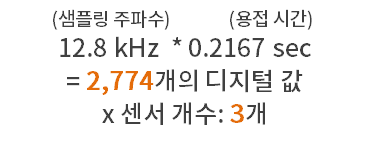 (샘플링 주파수) (용접 시간)
12.8 kHz * 0.2167 sec
= 2,774개의 디지털 값
x 센서 개수: 3개